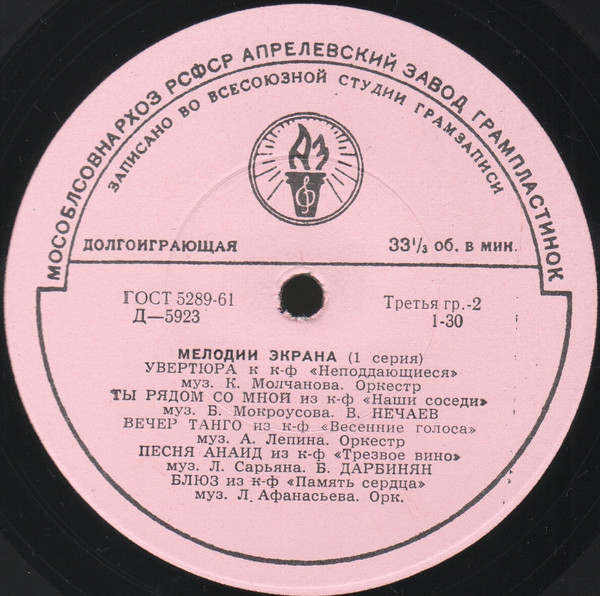 МОСОБЛСОВНАРХОЗ РСФСР АПРЕЛЕВСКИЙ ЗАВОД ГРАМПЛАСТИНОК
ЗАПИСАНО ВО ВСЕСОЮЗНОЙ СТУДИИ ГРАМЗАПИСИ
АЗ
ДОЛГОИГРАЮЩАЯ 33⅓ об. в мин.
ГОСТ 5289-61 Третья гр.-2
Д—5923 1-30
МЕЛОДИИ ЭКРАНА (1 серия)
УВЕРТЮРА к к-ф «Неподдающиеся»
муз. К. Молчанова. Оркестр
ТЫ РЯДОМ СО МНОЙ из к-ф «Наши соседи»
муз. Б. Мокроусова. В. НЕЧАЕВ
ВЕЧЕР ТАНГО из к-ф «Весенние голоса»
муз. А. Лепина. Оркестр
ПЕСНЯ АНАИД из к-ф «Трезвое вино»
муз. Л. Сарьяна. Б. ДАРБИНЯН
БЛЮЗ из к-ф «Память сердца»
муз. Л. Афанасьева. Орк.